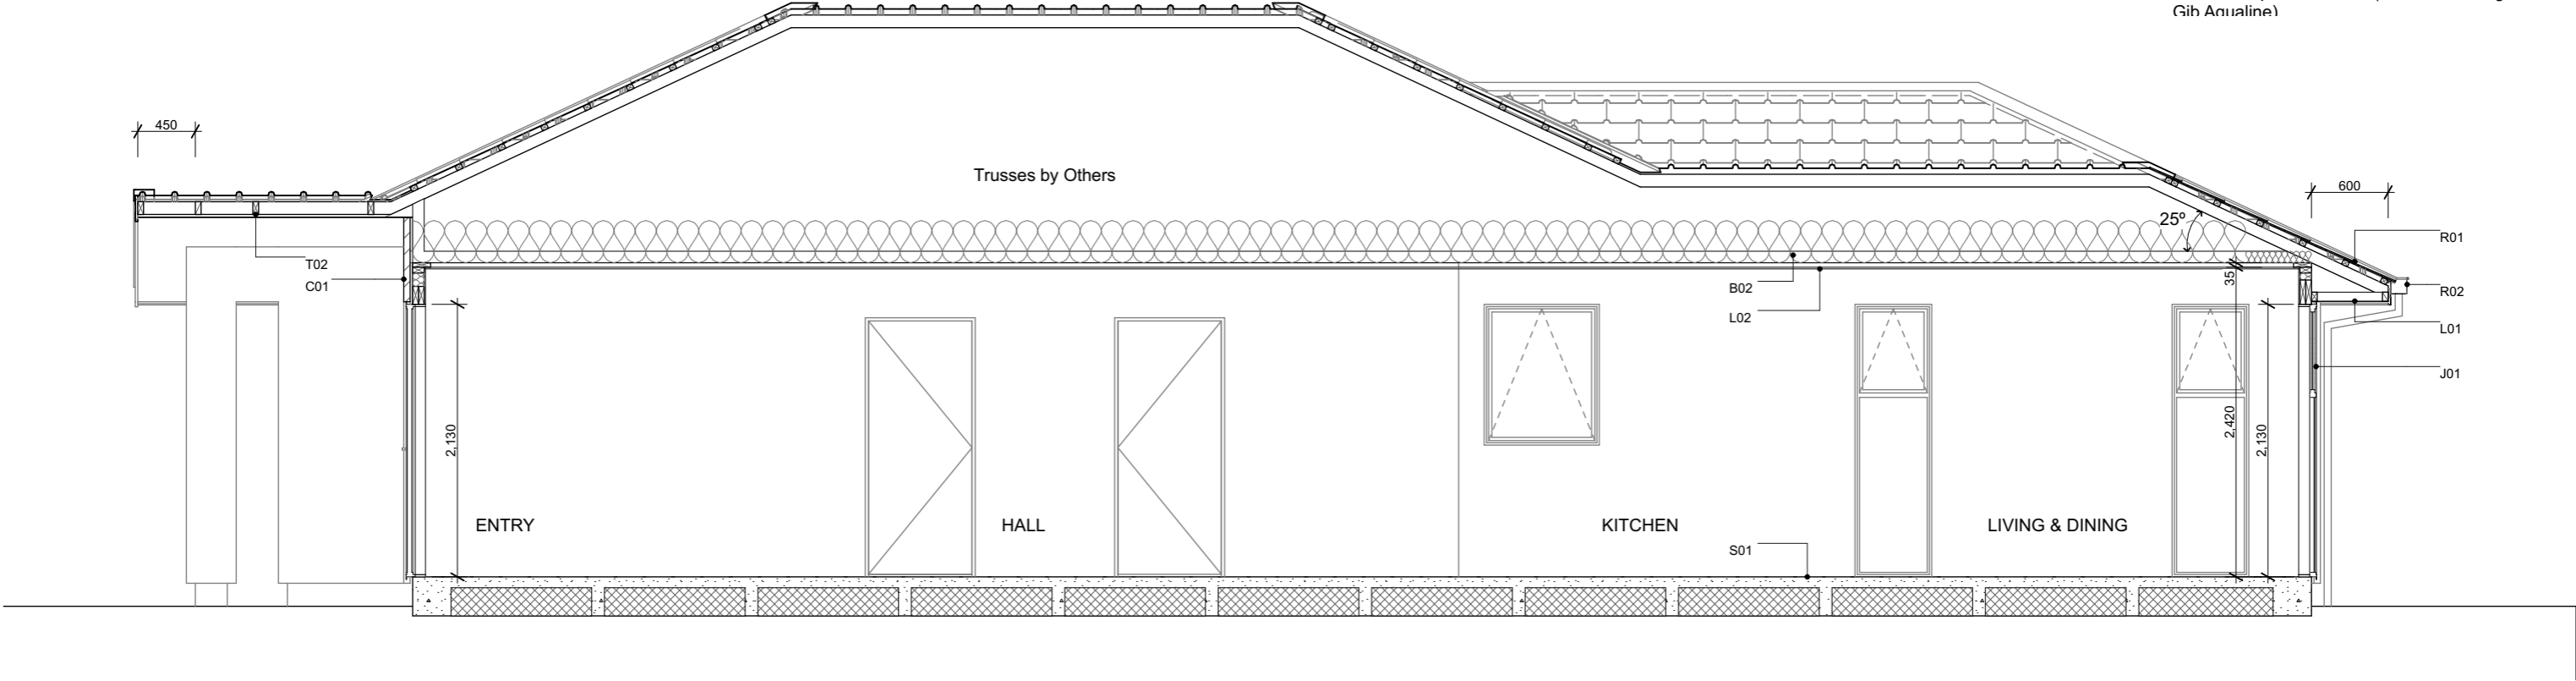 Gib Aqualine)
450
Trusses by Others
600
25º
R01
T02
C01
B02
35
R02
L02
L01
J01
2,130
2,420
2,130
ENTRY
HALL
KITCHEN
LIVING & DINING
S01